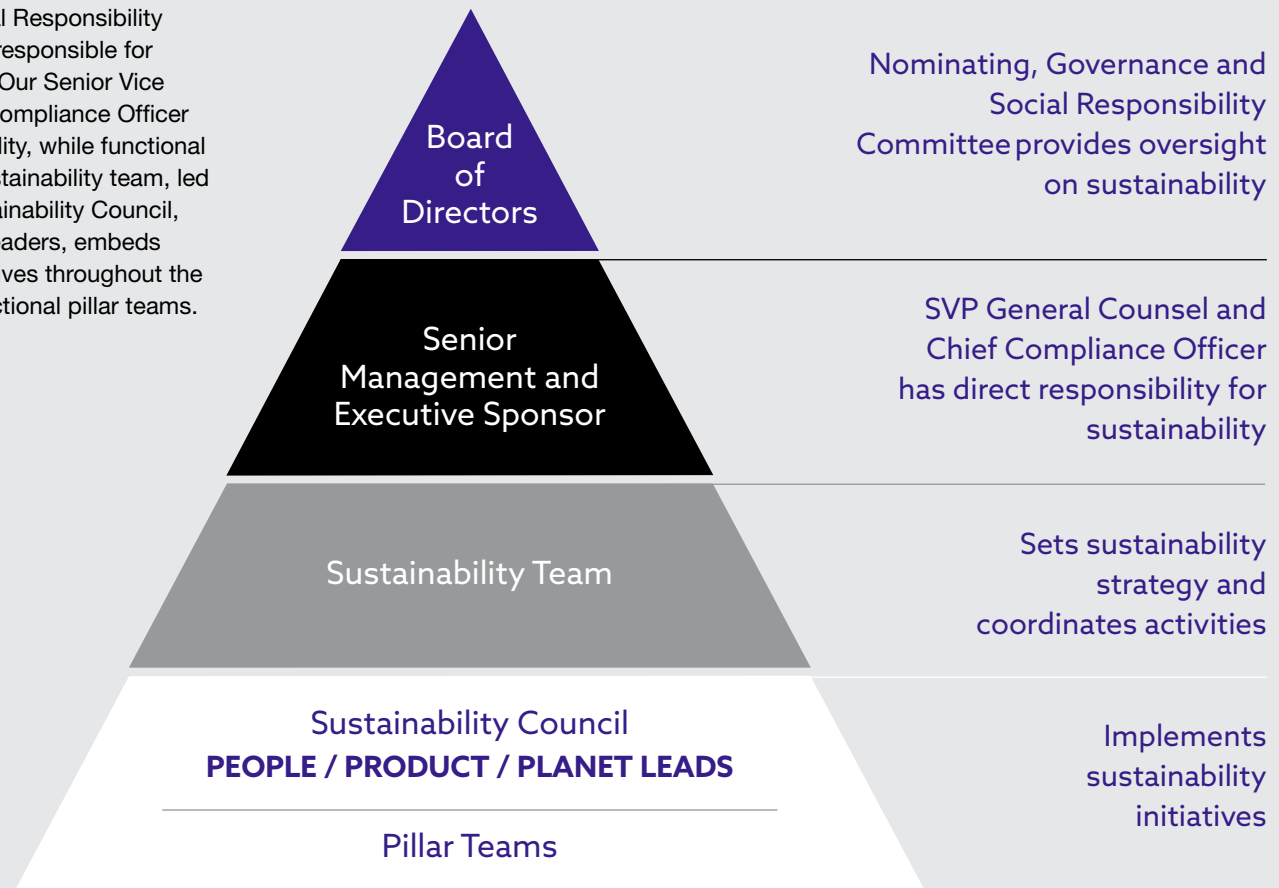 l Responsibility
responsible for
Our Senior Vice
ompliance Officer
lity, while functional
stainability team, led
ainability Council,
eaders, embeds
ives throughout the
ctional pillar teams.
Board
of
Directors
Nominating, Governance and
Social Responsibility
Committee provides oversight
on sustainability
Senior
Management and
Executive Sponsor
SVP General Counsel and
Chief Compliance Officer
has direct responsibility for
sustainability
Sustainability Team
Sets sustainability
strategy and
coordinates activities
Sustainability Council
PEOPLE / PRODUCT / PLANET LEADS
Pillar Teams
Implements
sustainability
initiatives